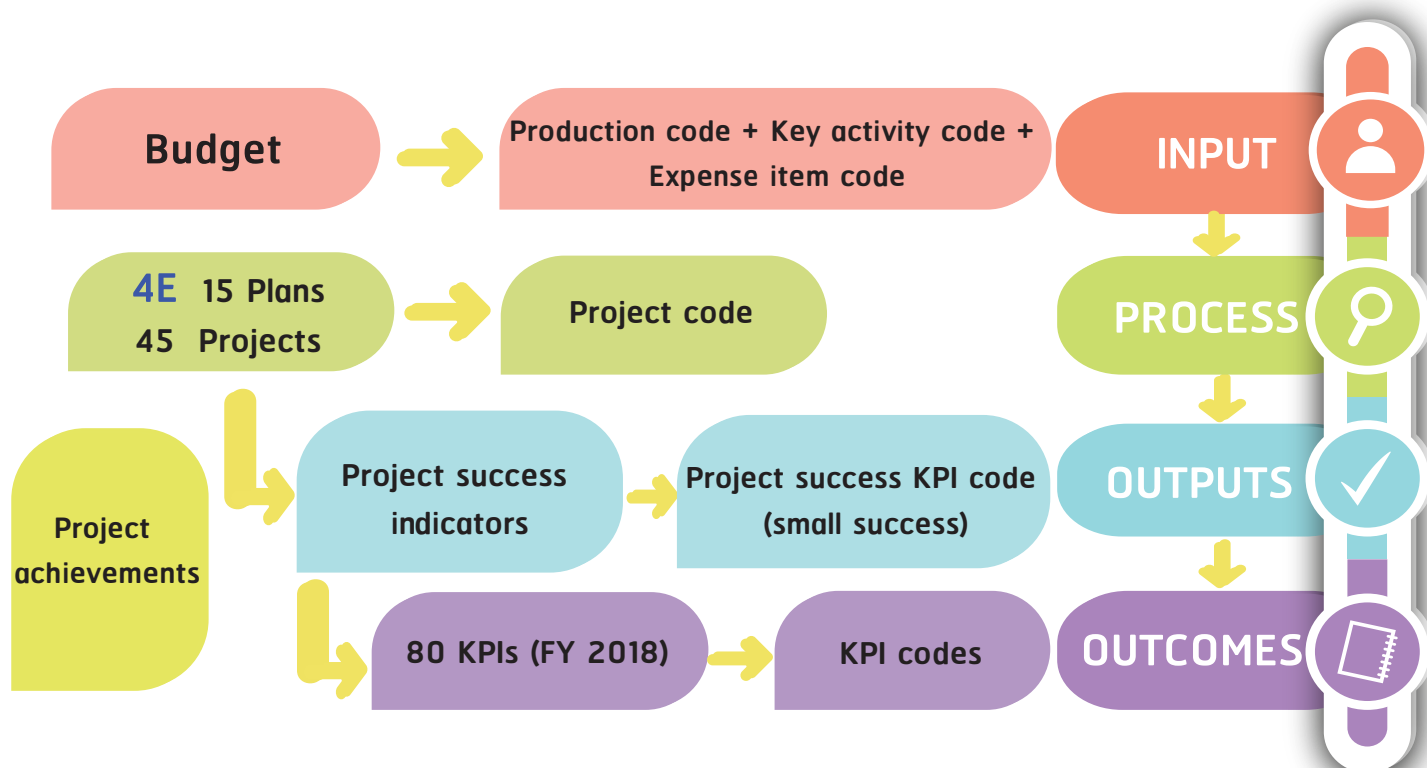 Budget
Production code + Key activity code +
Expense item code
INPUT
4E 15 Plans
45 Projects
Project code
PROCESS
Project
achievements
Project success
indicators
Project success KPI code
(small success)
OUTPUTS
80 KPIs (FY 2018)
KPI codes
OUTCOMES